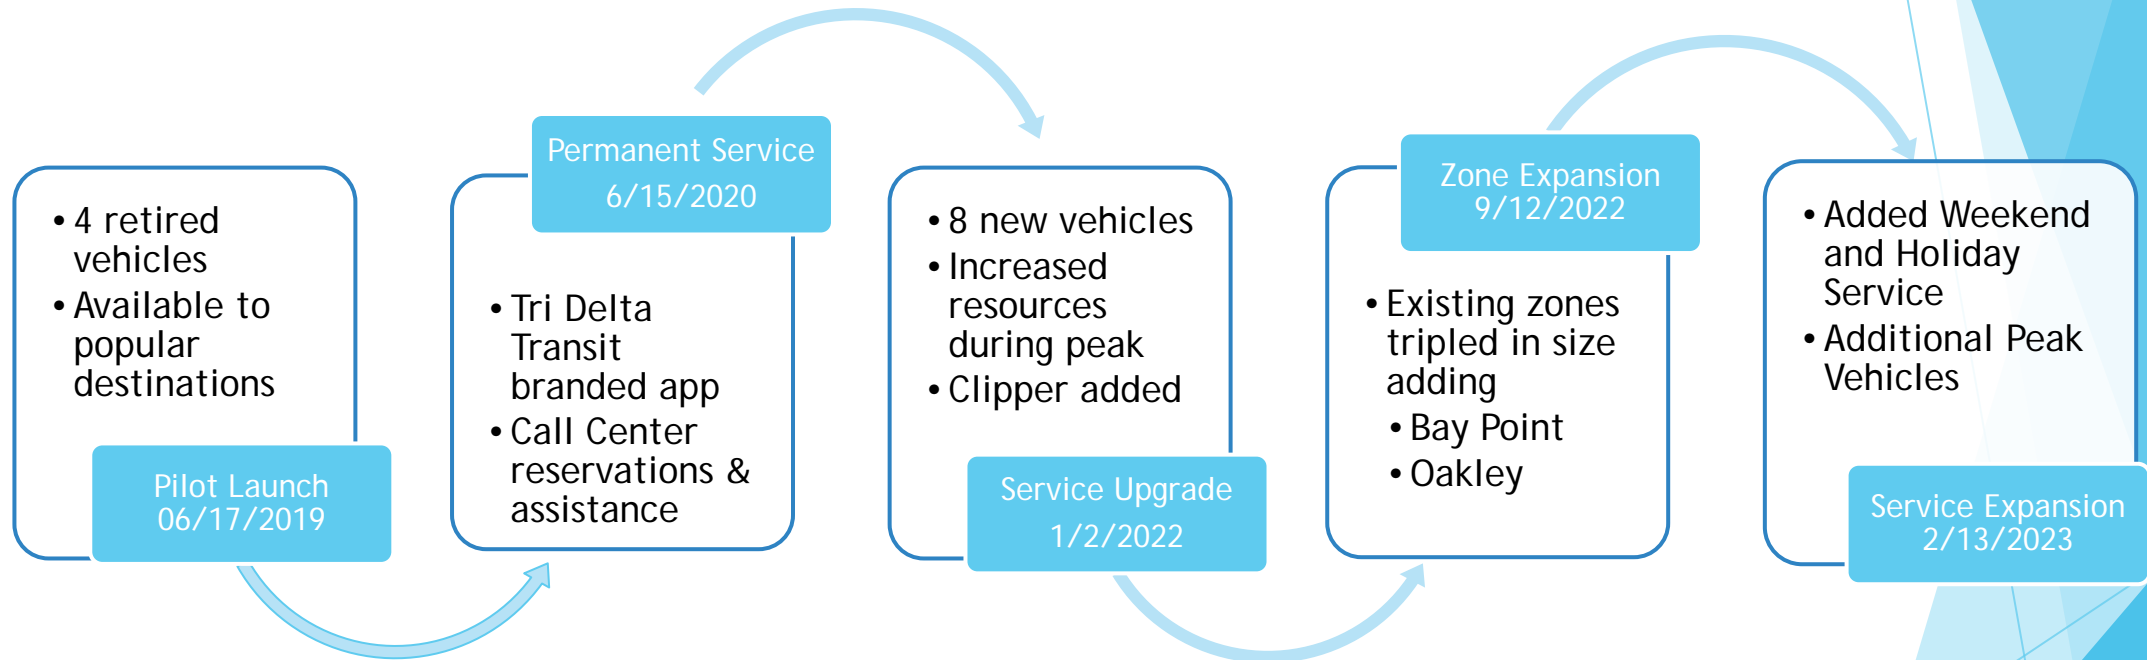 • 4 retired
vehicles
• Available to
popular
destinations
Pilot Launch
06/17/2019
Permanent Service
6/15/2020
• Tri Delta
Transit
branded app
• Call Center
reservations &
assistance
• 8 new vehicles
• Increased
resources
during peak
• Clipper added
Service Upgrade
1/2/2022
Zone Expansion
9/12/2022
• Existing zones
tripled in size
adding
• Bay Point
• Oakley
• Added Weekend
and Holiday
Service
• Additional Peak
Vehicles
Service Expansion
2/13/2023